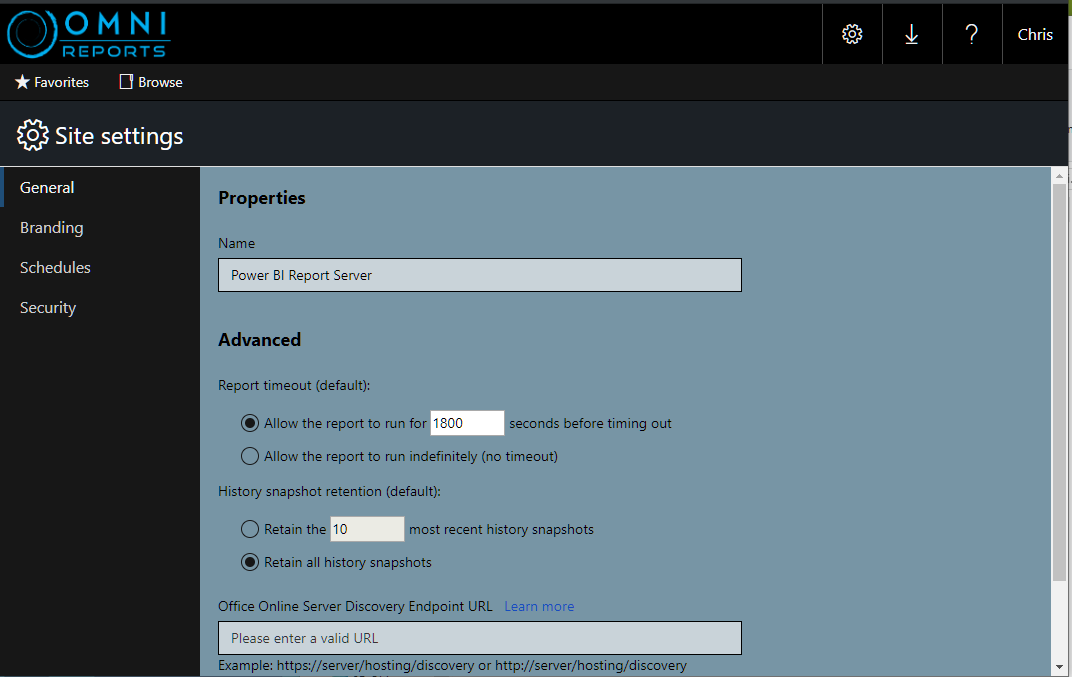 OMNI
REPORTS
?
Chris
Favorites
Browse
Site settings
General
Branding
Schedules
Security
Properties
Name
Power BI Report Server
Advanced
Report timeout (default):
Allow the report to run for 1800 seconds before timing out
Allow the report to run indefinitely (no timeout)
History snapshot retention (default):
Retain the 10 most recent history snapshots
Retain all history snapshots
Office Online Server Discovery Endpoint URL Learn more
Please enter a valid URL
Example: https://server/hosting/discovery or http://server/hosting/discovery